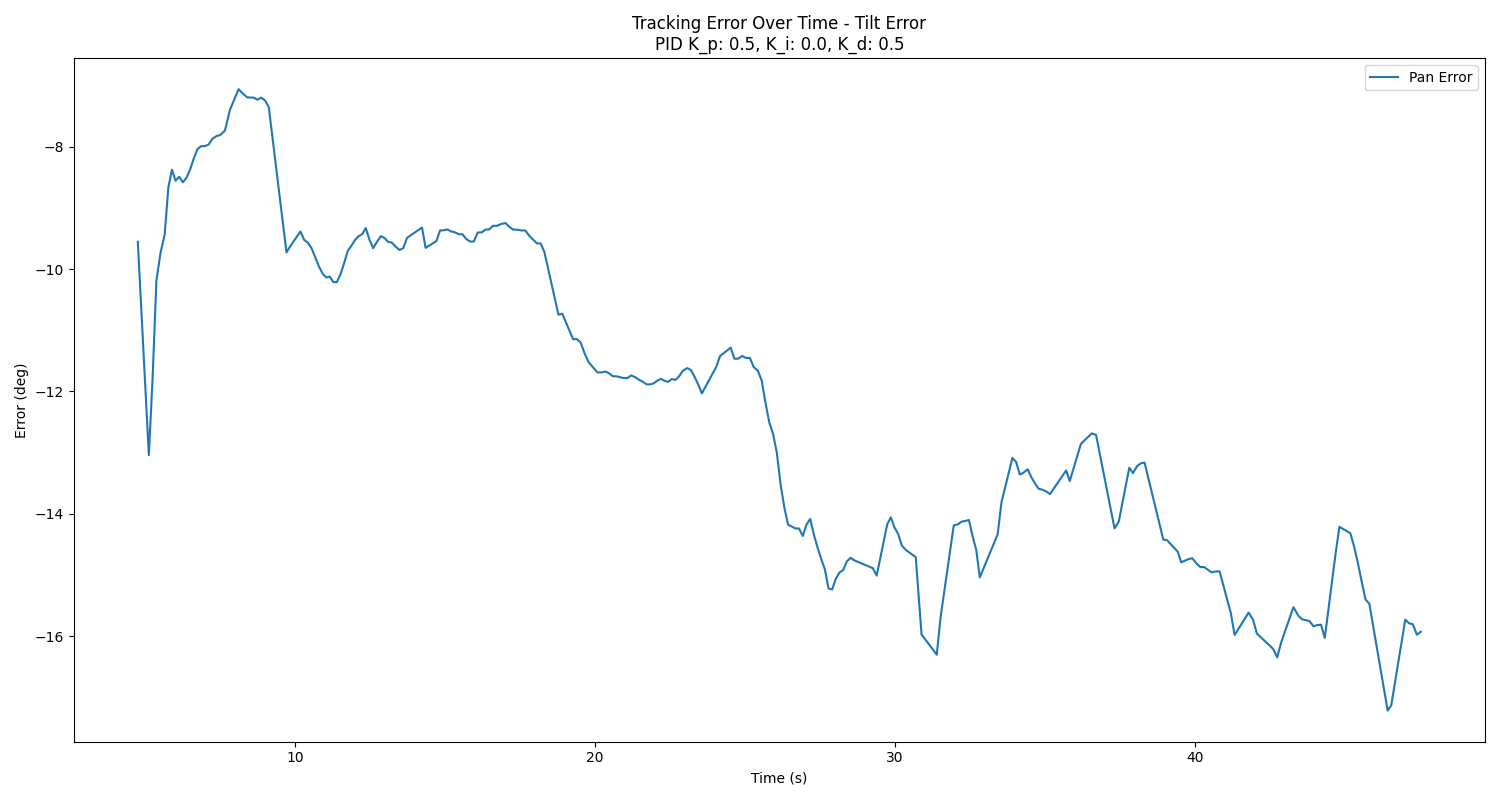 Tracking Error Over Time - Tilt Error
PID K_p: 0.5, K_i: 0.0, K_d: 0.5
Pan Error
Error (deg)
−8
−10
−12
−14
−16
10 20 30 40
Time (s)